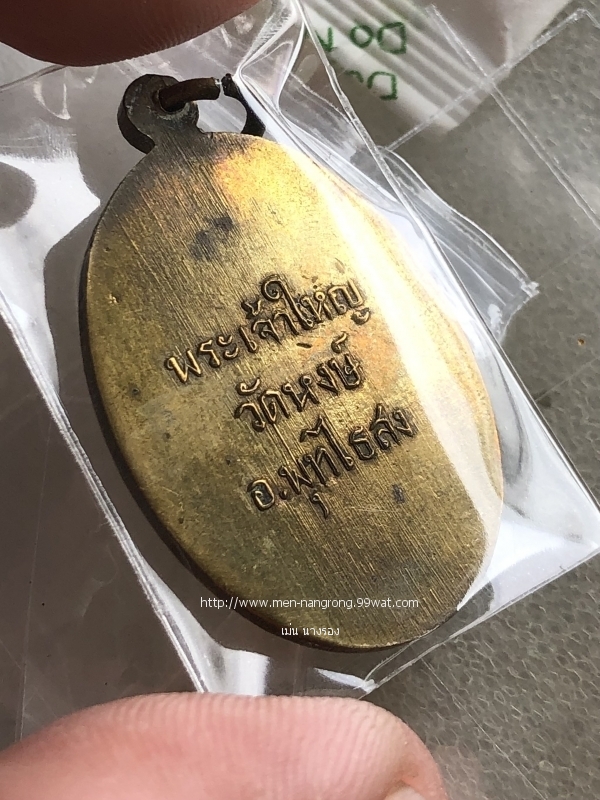 พระเจ้าใหญ่
วัดหงษ์
อ.พุทไธสง
http://www.men-nangrong.99wat.com
เม่น นางรอง